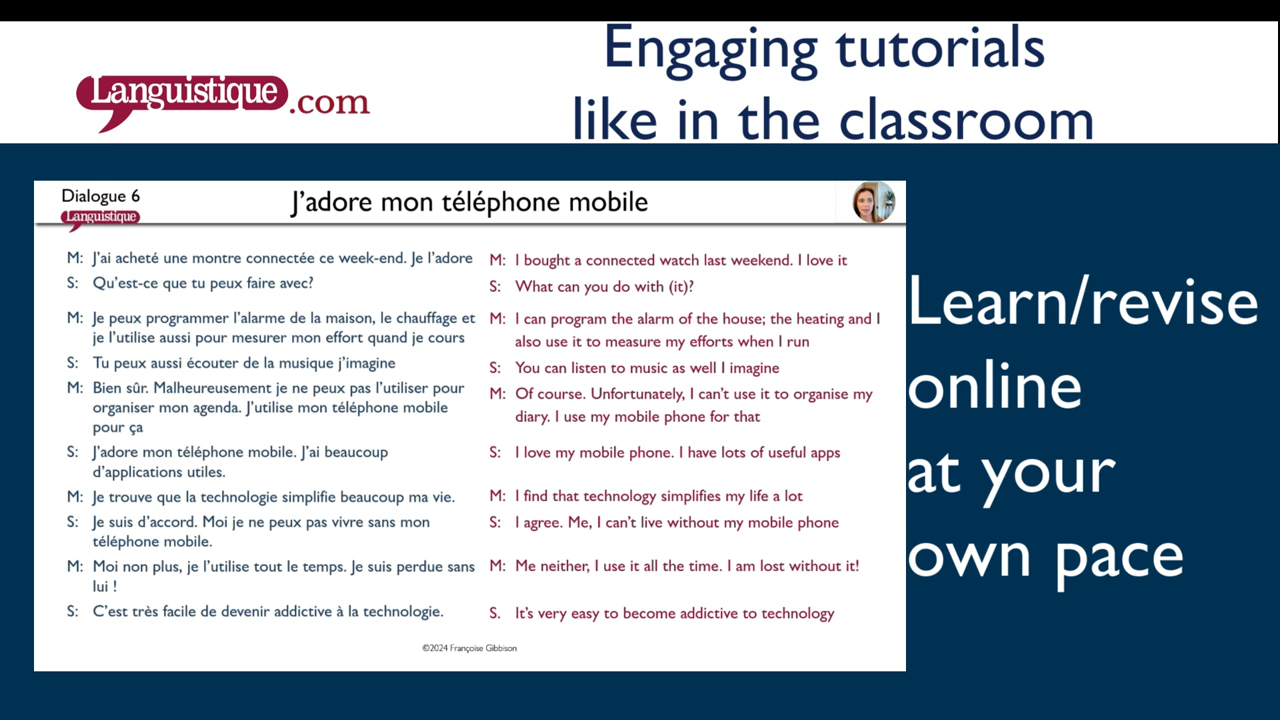 Languistique.com
Engaging tutorials
like in the classroom
Dialogue 6
Languistique
J'adore mon téléphone mobile
M: J'ai acheté une montre connectée ce week-end. Je l'adore
S: Qu'est-ce que tu peux faire avec?
M: Je peux programmer l'alarme de la maison, le chauffage et
je l'utilise aussi pour mesurer mon effort quand je cours
S: Tu peux aussi écouter de la musique j'imagine
M: Bien sûr. Malheureusement je ne peux pas l'utiliser pour
organiser mon agenda. J'utilise mon téléphone mobile
pour ça
S: J'adore mon téléphone mobile. J'ai beaucoup
d'applications utiles.
M: Je trouve que la technologie simplifie beaucoup ma vie.
S: Je suis d'accord. Moi je ne peux pas vivre sans mon
téléphone mobile.
M: Moi non plus, je l'utilise tout le temps. Je suis perdue sans
lui !
S: C'est très facile de devenir addictive à la technologie.
M: I bought a connected watch last weekend. I love it
S: What can you do with (it)?
M: I can program the alarm of the house; the heating and I
also use it to measure my efforts when I run
S: You can listen to music as well I imagine
M: Of course. Unfortunately, I can't use it to organise my
diary. I use my mobile phone for that
S: I love my mobile phone. I have lots of useful apps
M: I find that technology simplifies my life a lot
S: I agree. Me, I can't live without my mobile phone
M: Me neither, I use it all the time. I am lost without it!
S. It's very easy to become addictive to technology
©2024 Françoise Gibbison
Learn/revise
online
at your
own pace